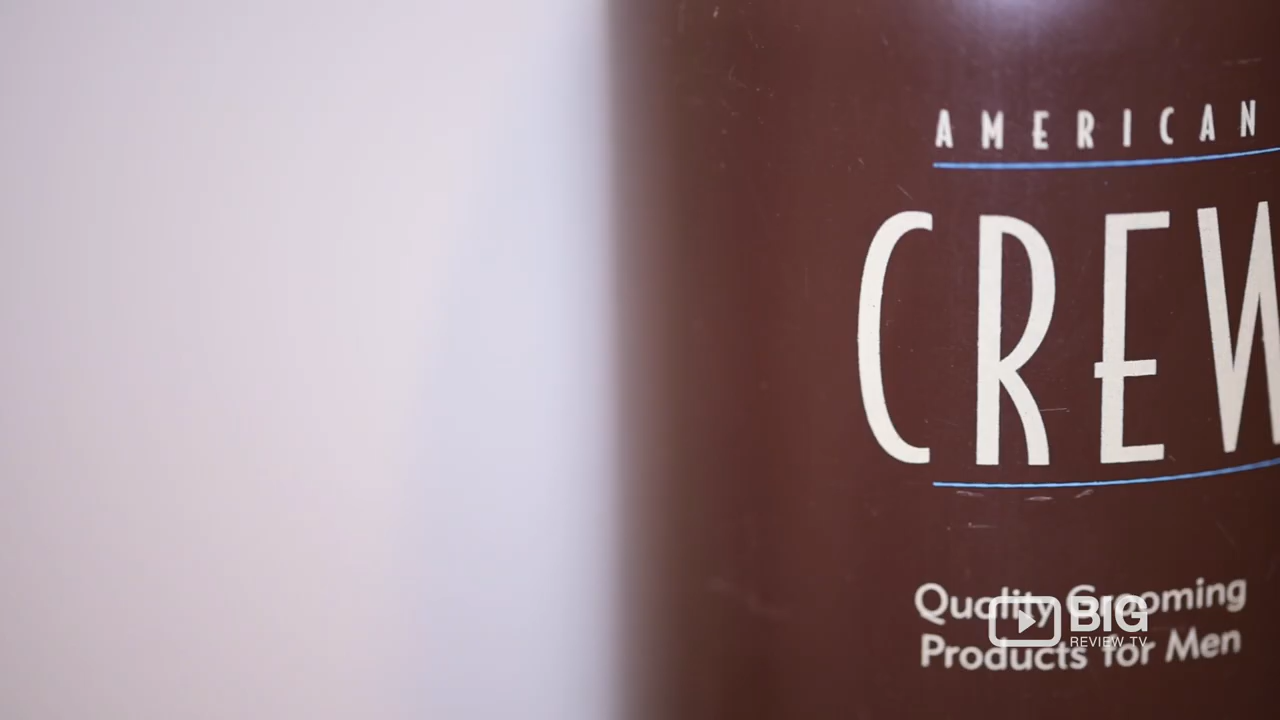 AMERICAN
CREW
Quality Grooming
Products for Men
BIG
REVIEW TV